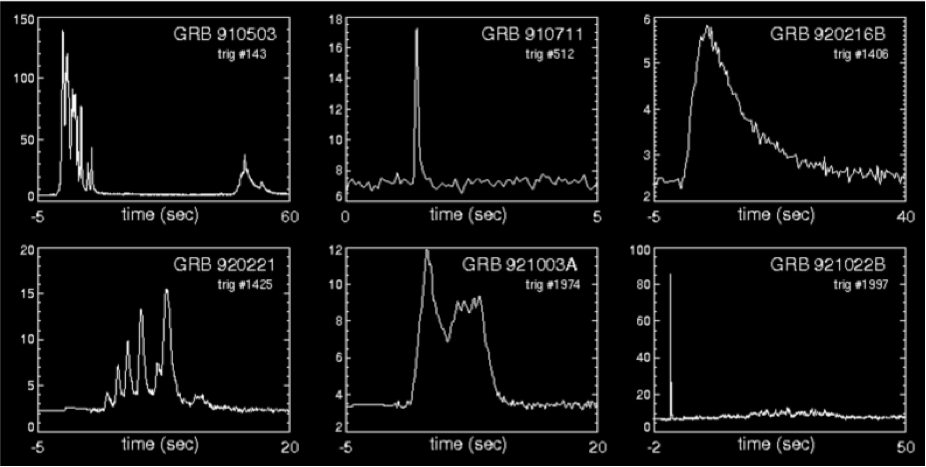 150
GRB 910503
trig #143
100
50
0
-5
time (sec)
60
18
GRB 910711
trig #512
16
14
12
10
8
6
0
time (sec)
5
6
GRB 920216B
trig #1406
5
4
3
2
-5
time (sec)
40
20
GRB 920221
trig #1425
15
10
5
0
-5
time (sec)
20
12
GRB 921003A
trig #1974
10
8
6
4
2
-5
time (sec)
20
100
GRB 921022B
trig #1997
80
60
40
20
0
-2
time (sec)
50